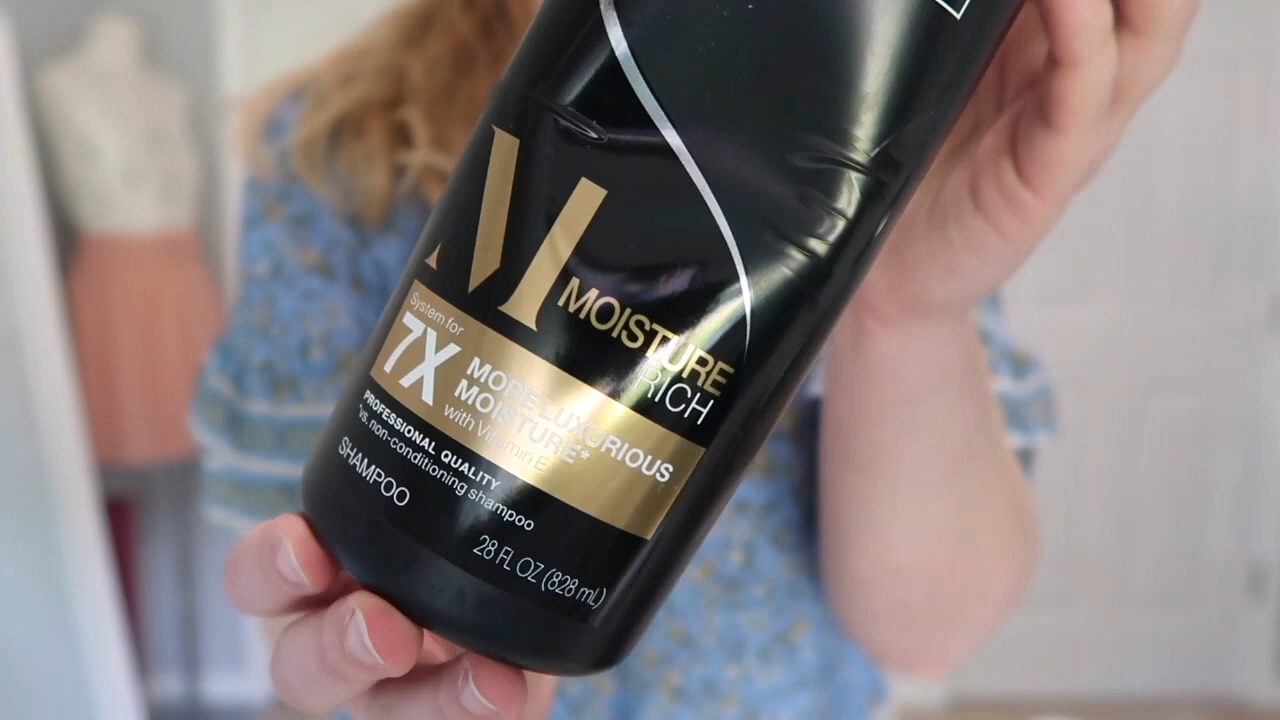 M
MOISTURE
RICH
System for
7X
MORE LUXURIOUS
MOISTURE*
with Vitamin E
PROFESSIONAL QUALITY
*vs. non-conditioning shampoo
SHAMPOO
28 FL OZ (828 mL)